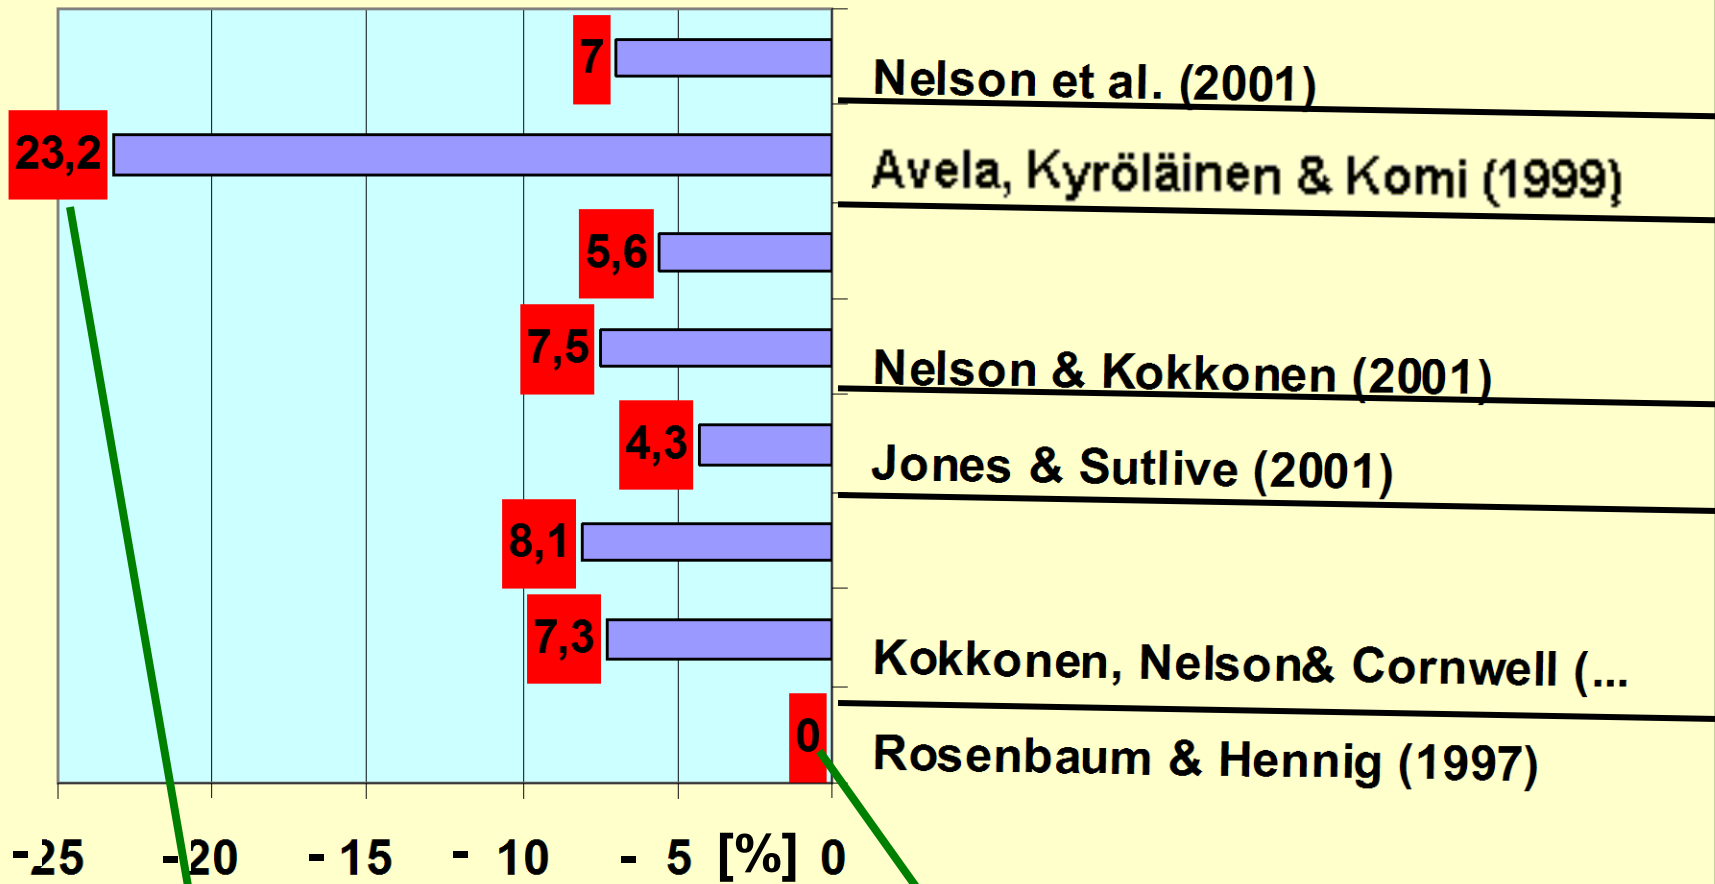 7 Nelson et al. (2001)
23,2 Avela, Kyröläinen & Komi (1999)
5,6
7,5 Nelson & Kokkonen (2001)
4,3 Jones & Sutlive (2001)
8,1
7,3 Kokkonen, Nelson& Cornwell (...
0 Rosenbaum & Hennig (1997)
-25 -20 - 15 - 10 - 5 [%] 0